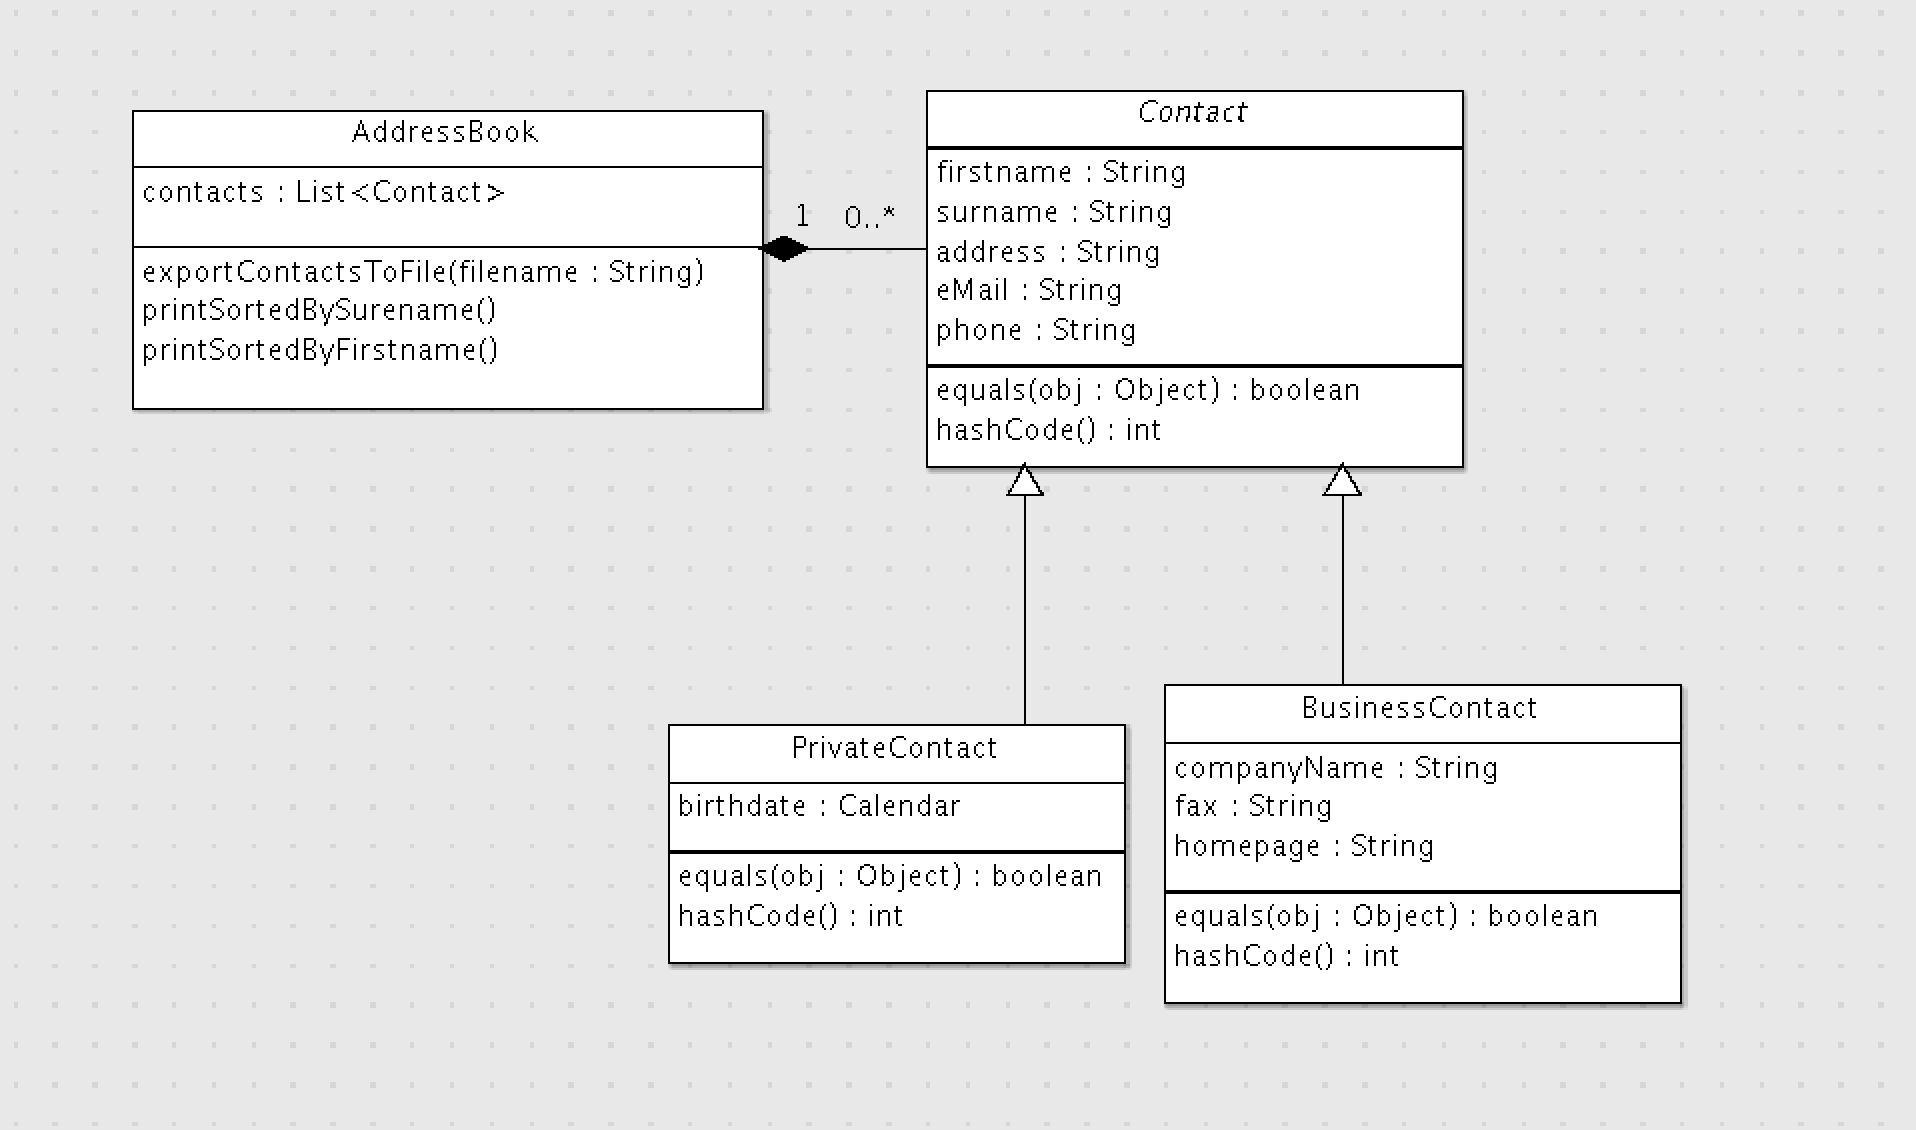 AddressBook
contacts : List<Contact>
exportContactsToFile(filename : String)
printSortedBySurename()
printSortedByFirstname()
1 0..*
Contact
firstname : String
surname : String
address : String
eMail : String
phone : String
equals(obj : Object) : boolean
hashCode() : int
PrivateContact
birthdate : Calendar
equals(obj : Object) : boolean
hashCode() : int
BusinessContact
companyName : String
fax : String
homepage : String
equals(obj : Object) : boolean
hashCode() : int